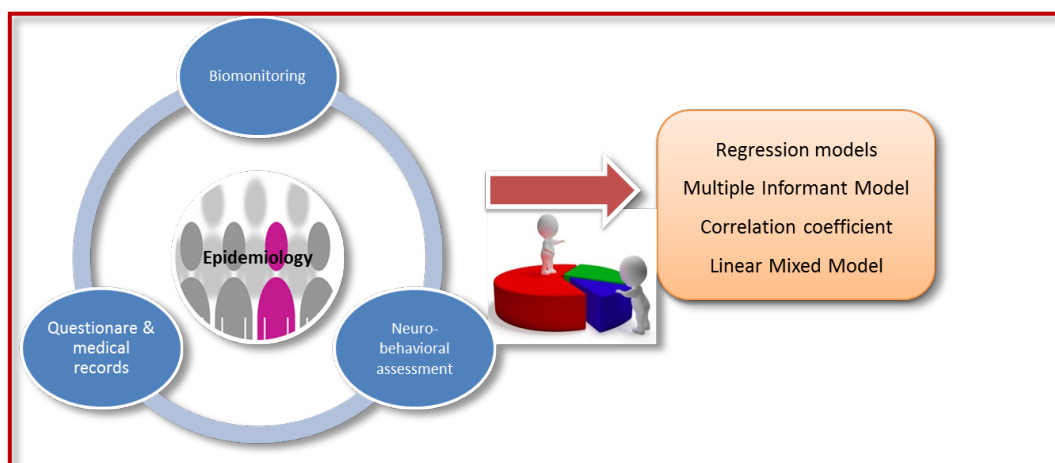 Biomonitoring
Epidemiology
Questionare &
medical
records
Neuro-
behavioral
assessment
Regression models
Multiple Informant Model
Correlation coefficient
Linear Mixed Model